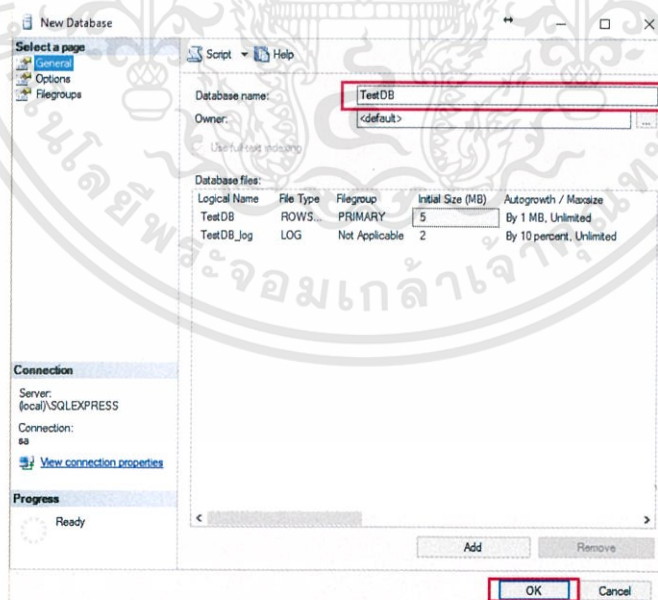 New Database
Select a page
General
Options
Filegroups
Script
Help
Database name:
TestDB
Owner:
<default>
...
Use full-text indexing
Database files:
Logical Name File Type Filegroup Initial Size (MB) Autogrowth / Maxsize
TestDB ROWS... PRIMARY 5 By 1 MB, Unlimited
TestDB_log LOG Not Applicable 2 By 10 percent, Unlimited
Connection
Server:
(local)\SQLEXPRESS
Connection:
sa
View connection properties
Progress
Ready
Add
Remove
OK
Cancel